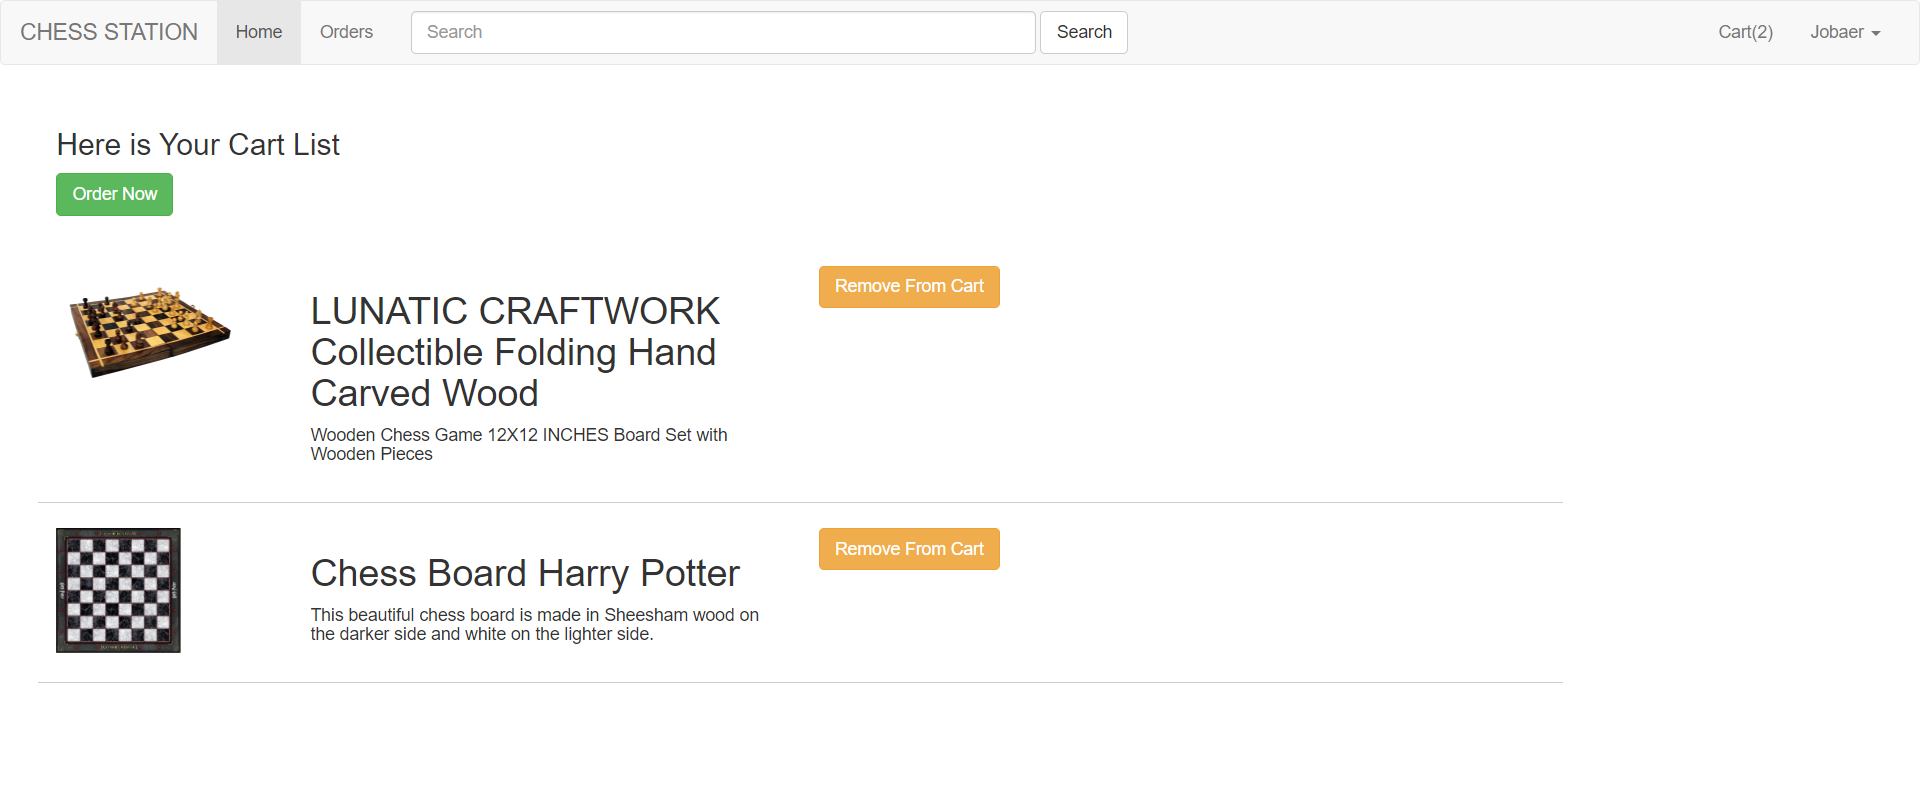 CHESS STATION Home Orders Search Search Cart(2) Jobaer
Here is Your Cart List
Order Now
Remove From Cart
LUNATIC CRAFTWORK
Collectible Folding Hand
Carved Wood
Wooden Chess Game 12X12 INCHES Board Set with
Wooden Pieces
Remove From Cart
Chess Board Harry Potter
This beautiful chess board is made in Sheesham wood on
the darker side and white on the lighter side.